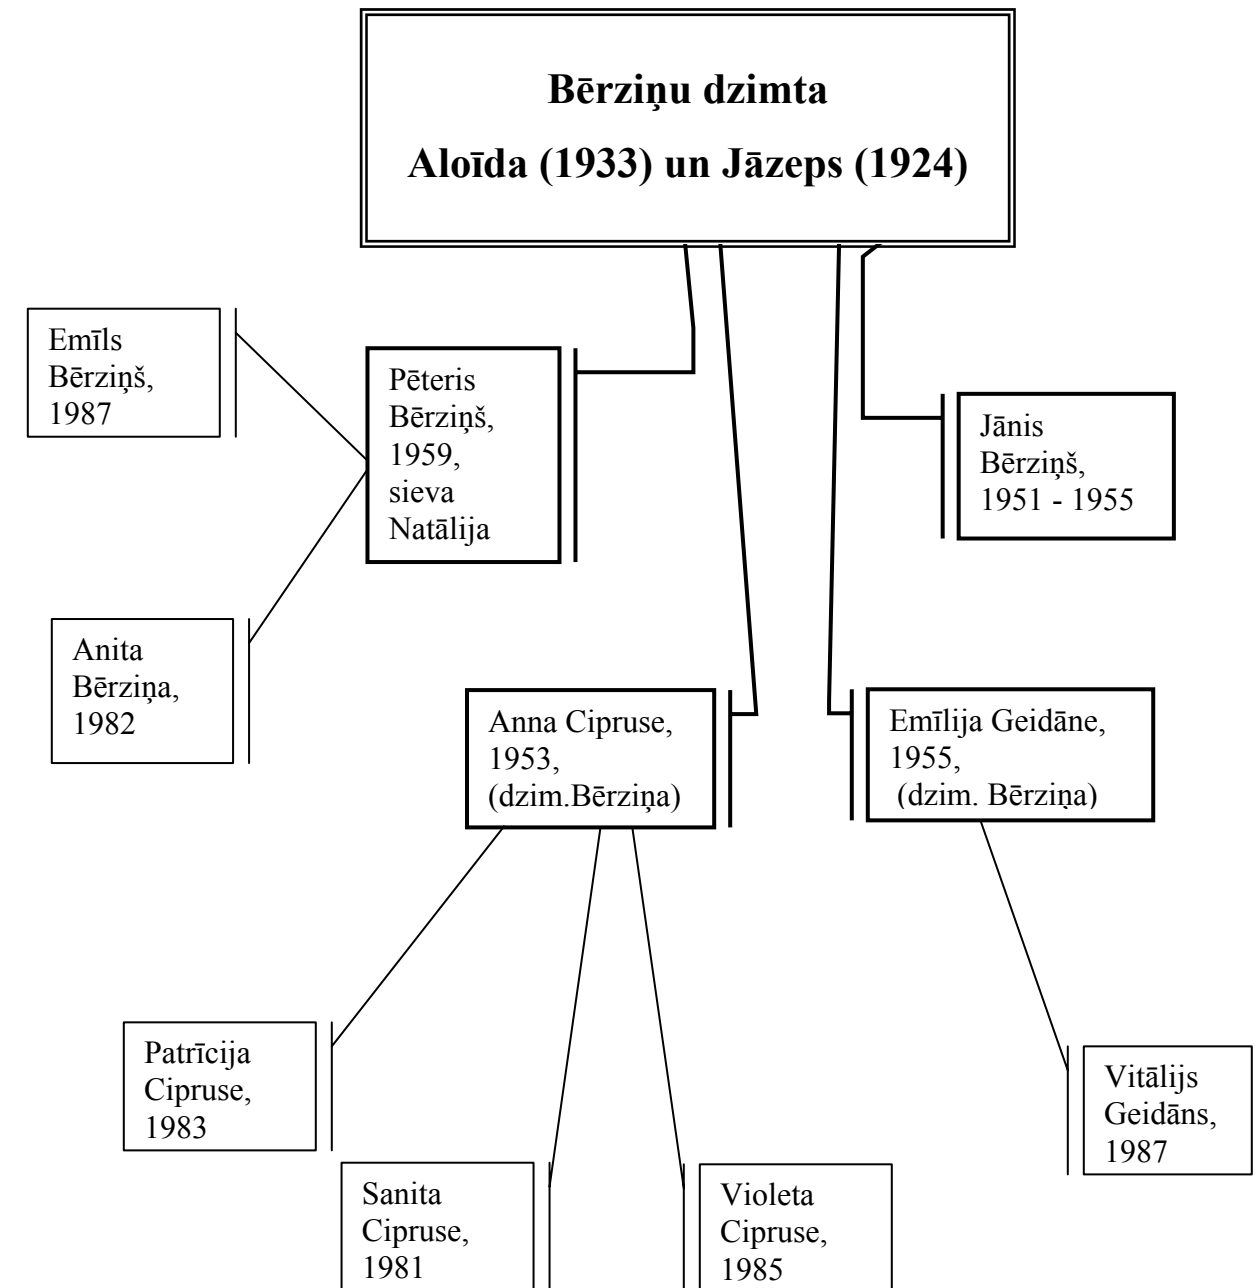 Bērziņu dzimta
Aloīda (1933) un Jāzeps (1924)
Emīls
Bērziņš,
1987
Pēteris
Bērziņš,
1959,
sieva
Natālija
Jānis
Bērziņš,
1951 - 1955
Anita
Bērziņa,
1982
Anna Cipruse,
1953,
(dzim.Bērziņa)
Emīlija Geidāne,
1955,
(dzim. Bērziņa)
Patrīcija
Cipruse,
1983
Vitālijs
Geidāns,
1987
Sanita
Cipruse,
1981
Violeta
Cipruse,
1985